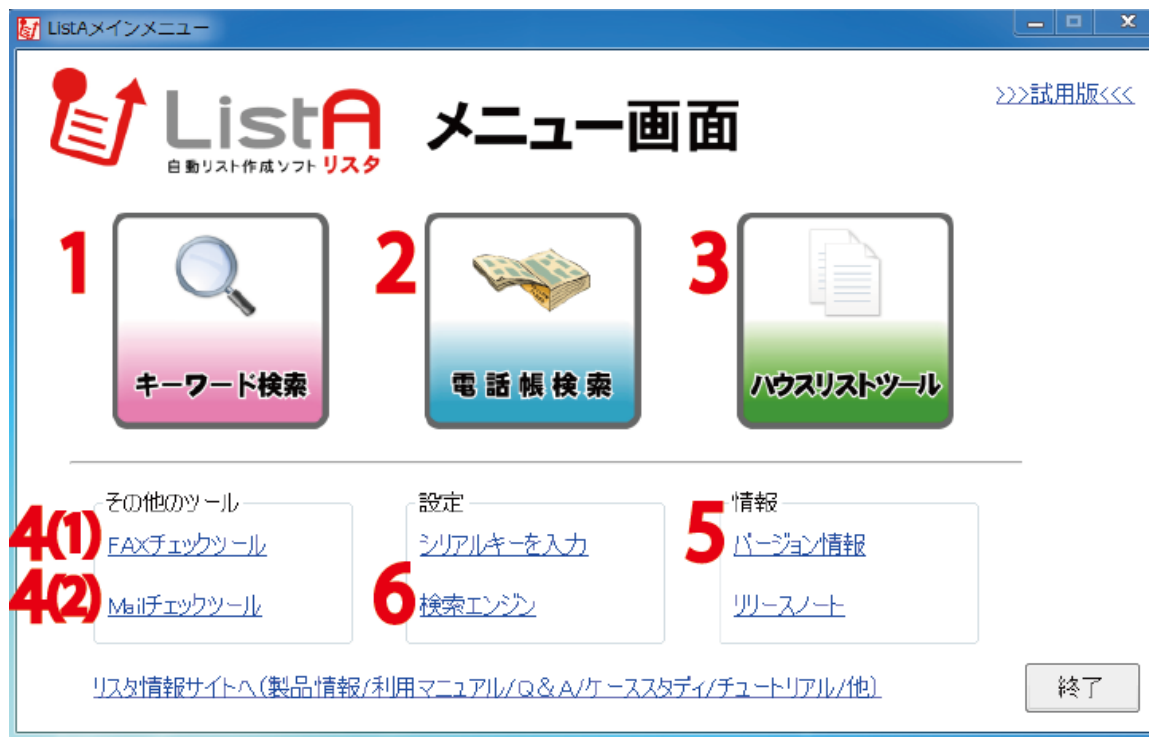 ListAメインメニュー
>>>試用版<<<
ListA メニュー画面
自動リスト作成ソフト リスタ
1 2 3
キーワード検索 電話帳検索 ハウスリストツール
その他のツール 設定 情報
4(1) FAXチェックツール シリアルキーを入力 5 バージョン情報
4(2) Mailチェックツール 6 検索エンジン リリースノート
リスタ情報サイトへ(製品情報/利用マニュアル/Q&A/ケーススタディ/チュートリアル/他)
終了